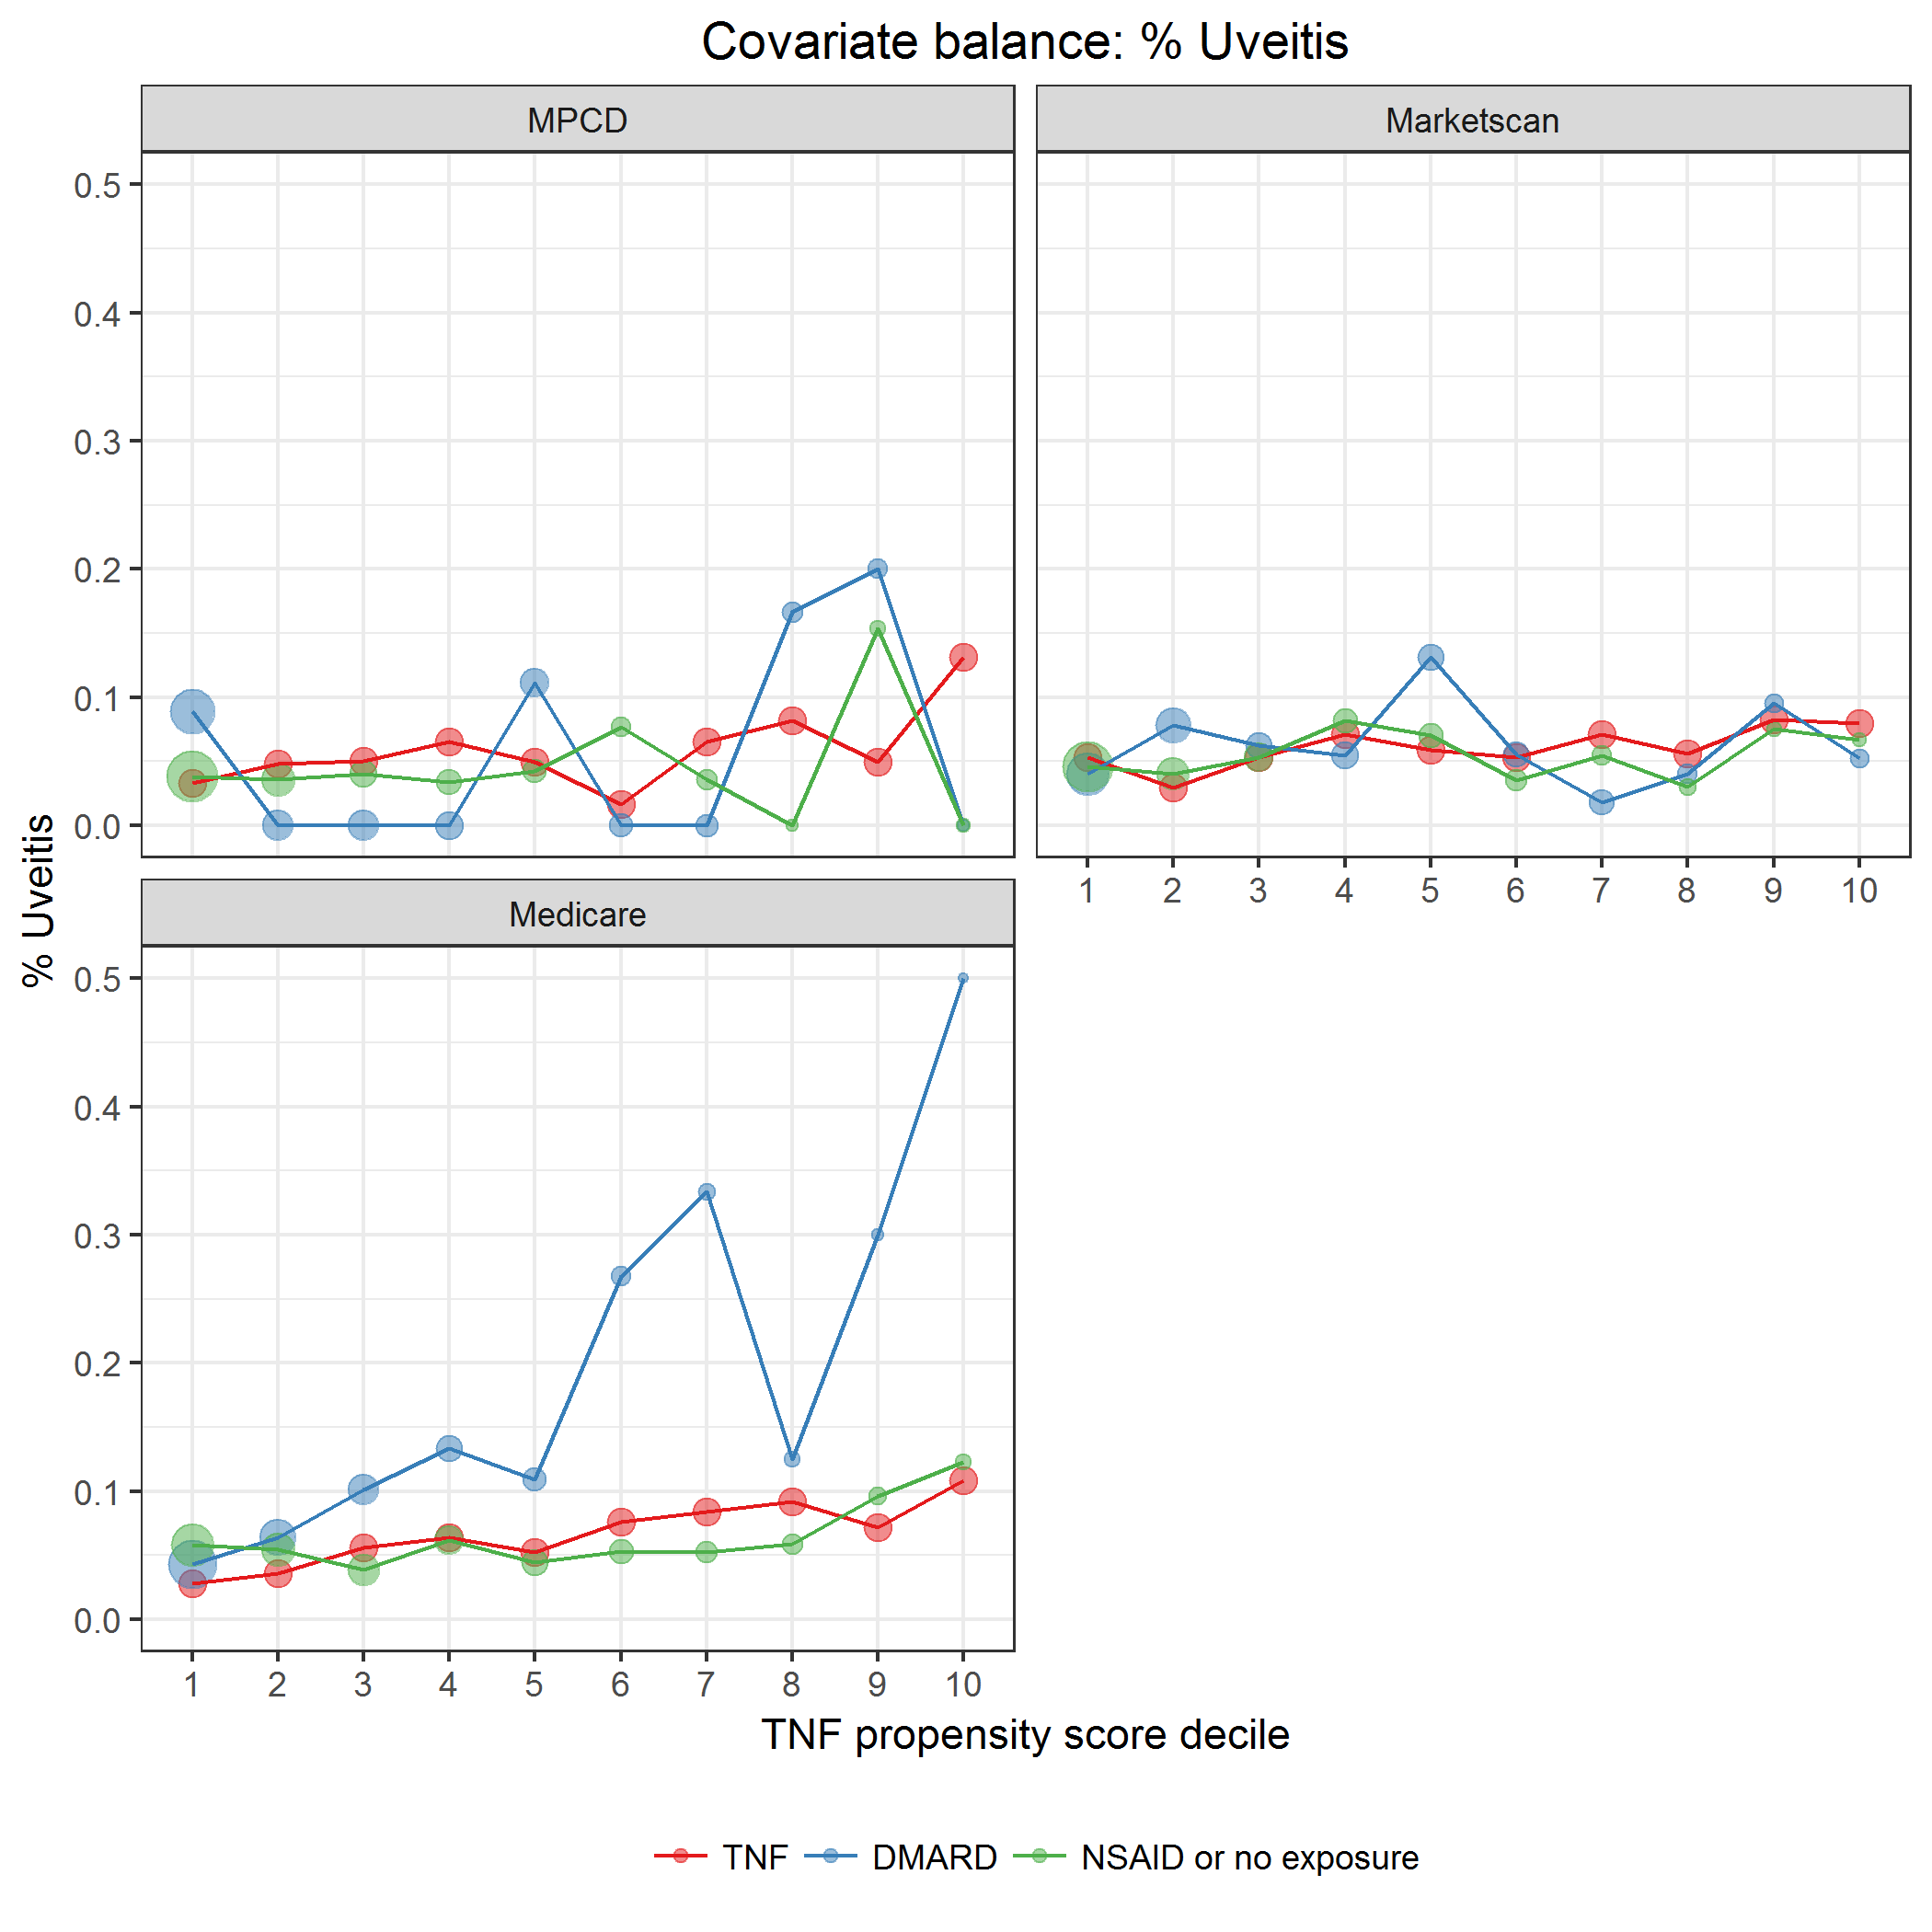 Covariate balance: % Uveitis
MPCD
Marketscan
0.5
0.4
0.3
0.2
0.1
0.0
1 2 3 4 5 6 7 8 9 10
Medicare
0.5
0.4
0.3
0.2
0.1
0.0
1 2 3 4 5 6 7 8 9 10
% Uveitis
TNF propensity score decile
TNF DMARD NSAID or no exposure